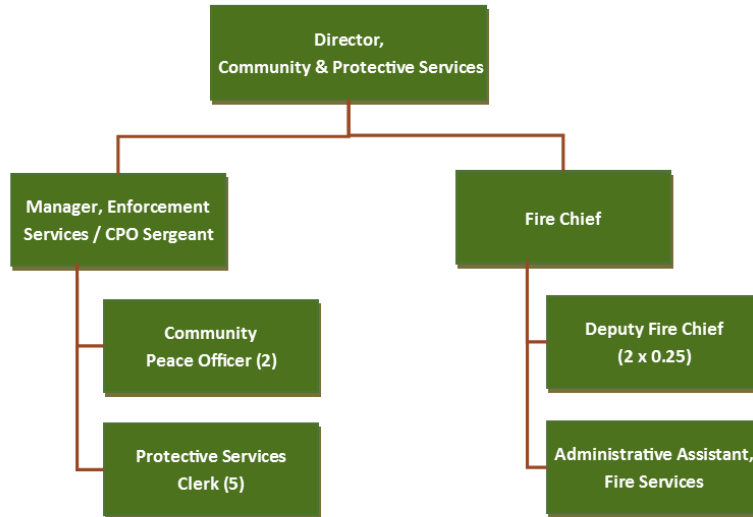 Director,
Community & Protective Services
Manager, Enforcement
Services / CPO Sergeant
Community
Peace Officer (2)
Protective Services
Clerk (5)
Fire Chief
Deputy Fire Chief
(2 x 0.25)
Administrative Assistant,
Fire Services